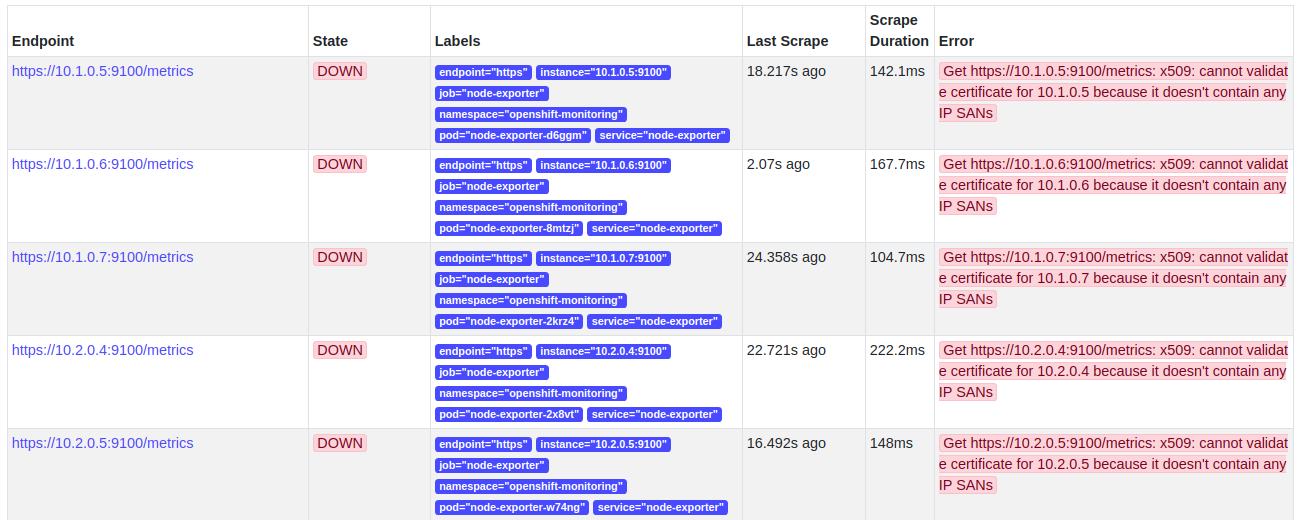 Endpoint State Labels Last Scrape Scrape Duration Error
https://10.1.0.5:9100/metrics DOWN endpoint="https" instance="10.1.0.5:9100" 18.217s ago 142.1ms Get https://10.1.0.5:9100/metrics: x509: cannot validat
job="node-exporter" e certificate for 10.1.0.5 because it doesn't contain any
namespace="openshift-monitoring" IP SANs
pod="node-exporter-d6ggm" service="node-exporter"
https://10.1.0.6:9100/metrics DOWN endpoint="https" instance="10.1.0.6:9100" 2.07s ago 167.7ms Get https://10.1.0.6:9100/metrics: x509: cannot validat
job="node-exporter" e certificate for 10.1.0.6 because it doesn't contain any
namespace="openshift-monitoring" IP SANs
pod="node-exporter-8mtzj" service="node-exporter"
https://10.1.0.7:9100/metrics DOWN endpoint="https" instance="10.1.0.7:9100" 24.358s ago 104.7ms Get https://10.1.0.7:9100/metrics: x509: cannot validat
job="node-exporter" e certificate for 10.1.0.7 because it doesn't contain any
namespace="openshift-monitoring" IP SANs
pod="node-exporter-2krz4" service="node-exporter"
https://10.2.0.4:9100/metrics DOWN endpoint="https" instance="10.2.0.4:9100" 22.721s ago 222.2ms Get https://10.2.0.4:9100/metrics: x509: cannot validat
job="node-exporter" e certificate for 10.2.0.4 because it doesn't contain any
namespace="openshift-monitoring" IP SANs
pod="node-exporter-2x8vt" service="node-exporter"
https://10.2.0.5:9100/metrics DOWN endpoint="https" instance="10.2.0.5:9100" 16.492s ago 148ms Get https://10.2.0.5:9100/metrics: x509: cannot validat
job="node-exporter" e certificate for 10.2.0.5 because it doesn't contain any
namespace="openshift-monitoring" IP SANs
pod="node-exporter-w74ng" service="node-exporter"